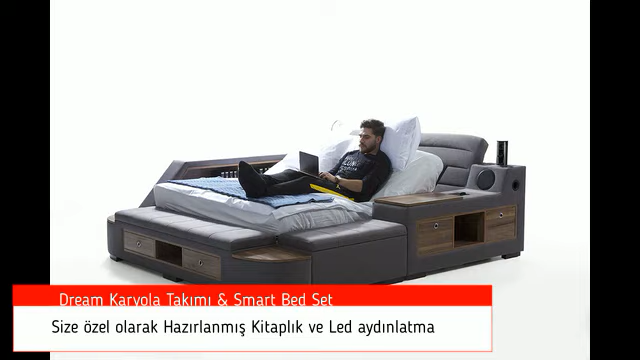 Dream Karyola Takımı & Smart Bed Set
Size özel olarak Hazırlanmış Kitaplık ve Led aydınlatma